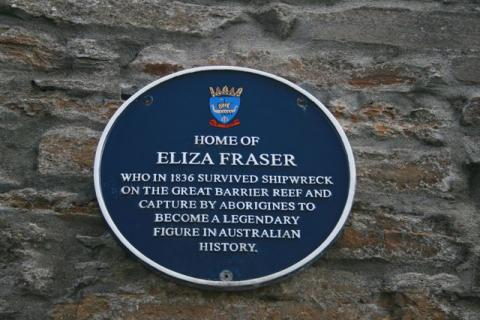 HOME OF
ELIZA FRASER
WHO IN 1836 SURVIVED SHIPWRECK
ON THE GREAT BARRIER REEF AND
CAPTURE BY ABORIGINES TO
BECOME A LEGENDARY
FIGURE IN AUSTRALIAN
HISTORY.